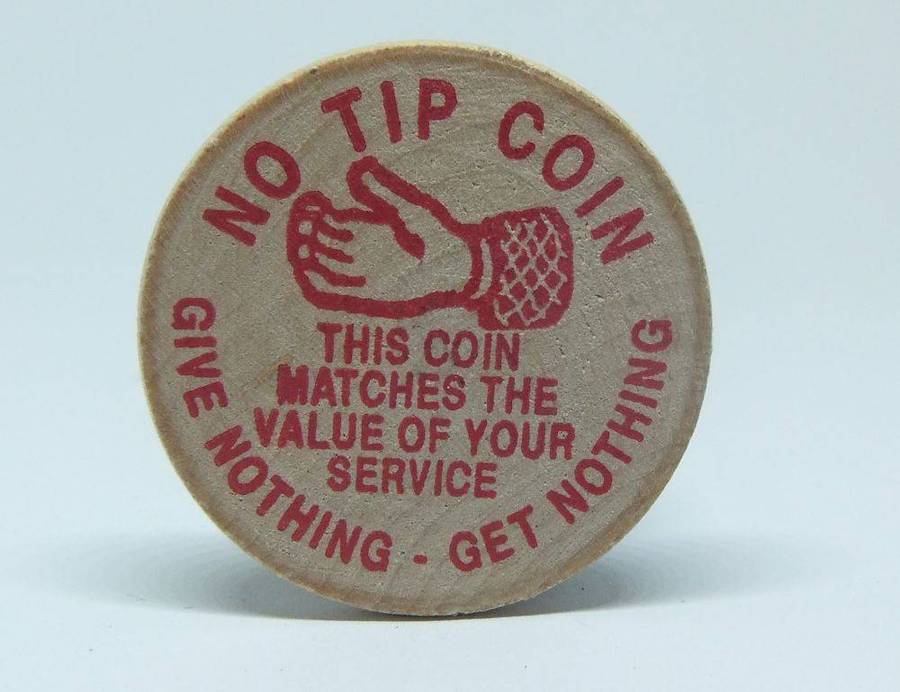 NO TIP COIN
THIS COIN
MATCHES THE
VALUE OF YOUR
SERVICE
GIVE NOTHING - GET NOTHING